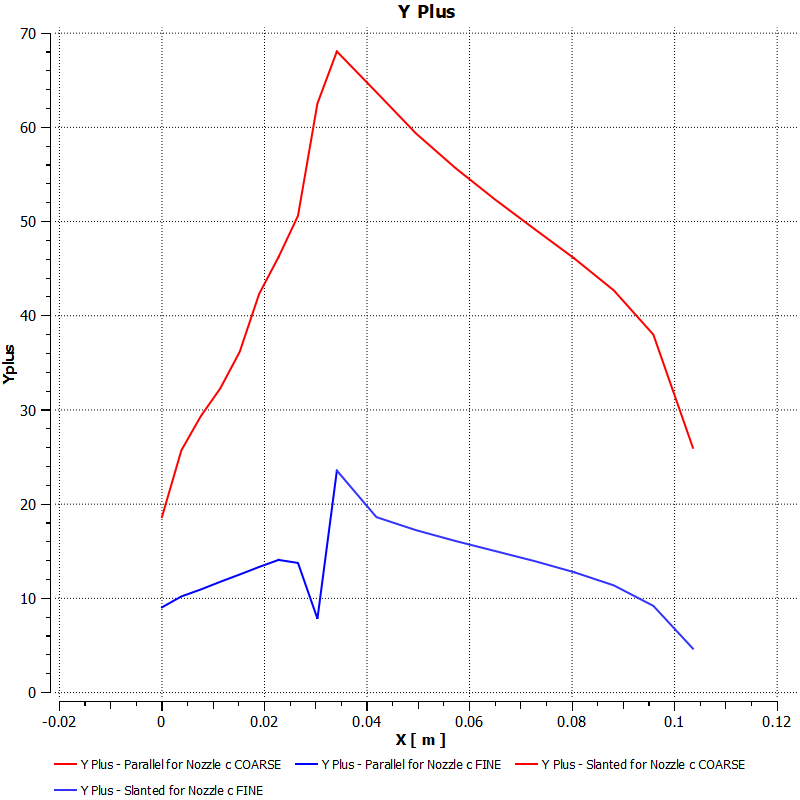 Y Plus
70
60
50
40
30
20
10
0
Yplus
-0.02 0 0.02 0.04 0.06 0.08 0.1 0.12
X [ m ]
Y Plus - Parallel for Nozzle c COARSE Y Plus - Parallel for Nozzle c FINE Y Plus - Slanted for Nozzle c COARSE
Y Plus - Slanted for Nozzle c FINE